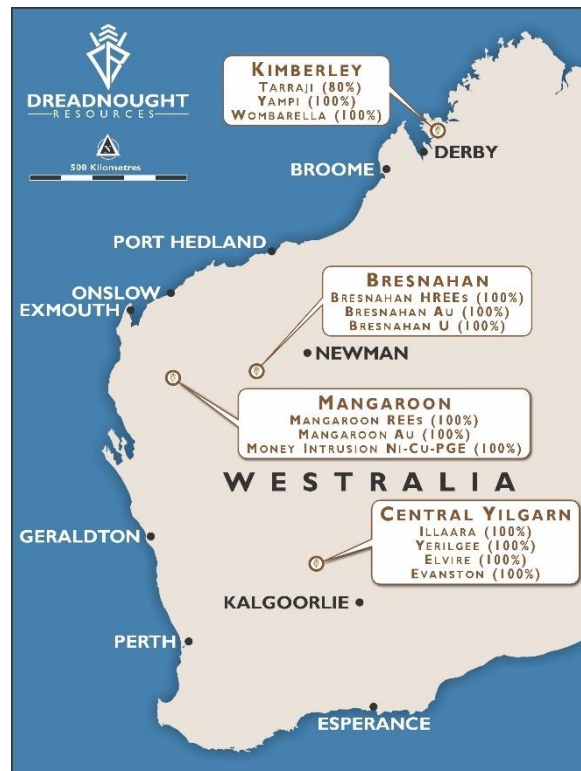 DREADNOUGHT
RESOURCES
500 KILOMETRES
KIMBERLEY
TARRAJI (80%)
YAMPI (100%)
WOMBARELLA (100%)
DERBY
BROOME
PORT HEDLAND
ONSLOW
EXMOUTH
BRESNAHAN
BRESNAHAN HREES (100%)
BRESNAHAN AU (100%)
BRESNAHAN U (100%)
NEWMAN
MANGAROON
MANGAROON REES (100%)
MANGAROON AU (100%)
MONEY INTRUSION NI-CU-PGE (100%)
WESTRALIA
CENTRAL YILGARN
ILLAARA (100%)
YERILGEE (100%)
ELVIRE (100%)
EVANSTON (100%)
GERALDTON
KALGOORLIE
PERTH
ESPERANCE